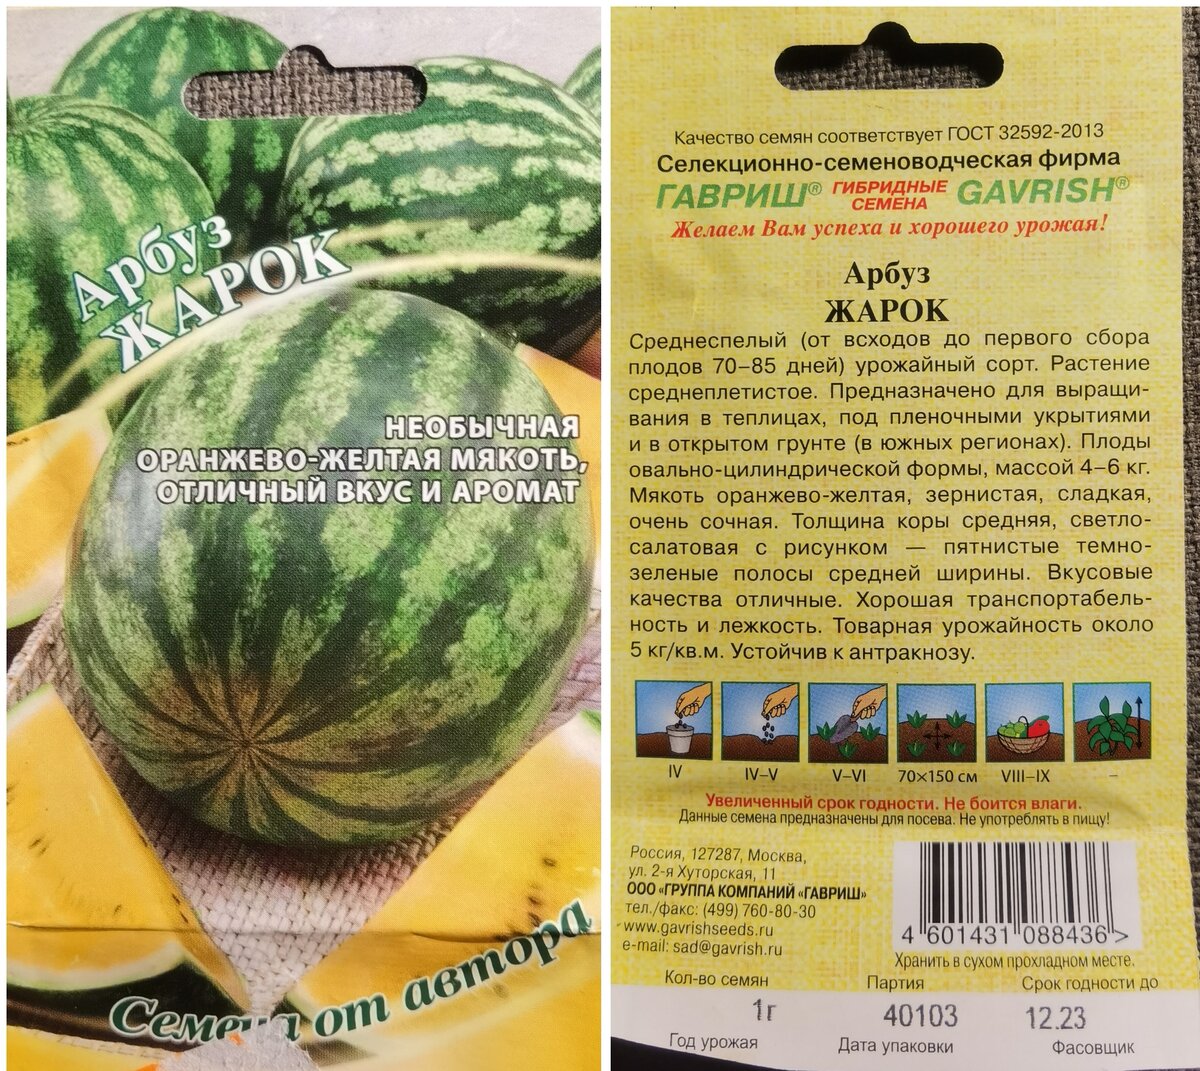 Арбуз
ЖАРОК
НЕОБЫЧНАЯ
ОРАНЖЕВО-ЖЕЛТАЯ МЯКОТЬ,
ОТЛИЧНЫЙ ВКУС И АРОМАТ
Семена от автора
Качество семян соответствует ГОСТ 32592-2013
Селекционно-семеноводческая фирма
ГАВРИШ® ГИБРИДНЫЕ СЕМЕНА GAVRISH®
Желаем Вам успеха и хорошего урожая!
Арбуз
ЖАРОК
Среднеспелый (от всходов до первого сбора
плодов 70–85 дней) урожайный сорт. Растение
среднеплетистое. Предназначено для выращи-
вания в теплицах, под пленочными укрытиями
и в открытом грунте (в южных регионах). Плоды
овально-цилиндрической формы, массой 4–6 кг.
Мякоть оранжево-желтая, зернистая, сладкая,
очень сочная. Толщина коры средняя, светло-
салатовая с рисунком — пятнистые темно-
зеленые полосы средней ширины. Вкусовые
качества отличные. Хорошая транспортабель-
ность и лежкость. Товарная урожайность около
5 кг/кв.м. Устойчив к антракнозу.
IV IV–V V–VI 70×150 см VIII–IX –
Увеличенный срок годности. Не боится влаги.
Данные семена предназначены для посева. Не употреблять в пищу!
Россия, 127287, Москва,
ул. 2-я Хуторская, 11
ООО «ГРУППА КОМПАНИЙ «ГАВРИШ»
тел./факс: (499) 760-80-30
www.gavrishseeds.ru
e-mail: sad@gavrish.ru
4 601431 088436 >
Хранить в сухом прохладном месте.
Кол-во семян Партия Срок годности до
1г 40103 12.23
Год урожая Дата упаковки Фасовщик